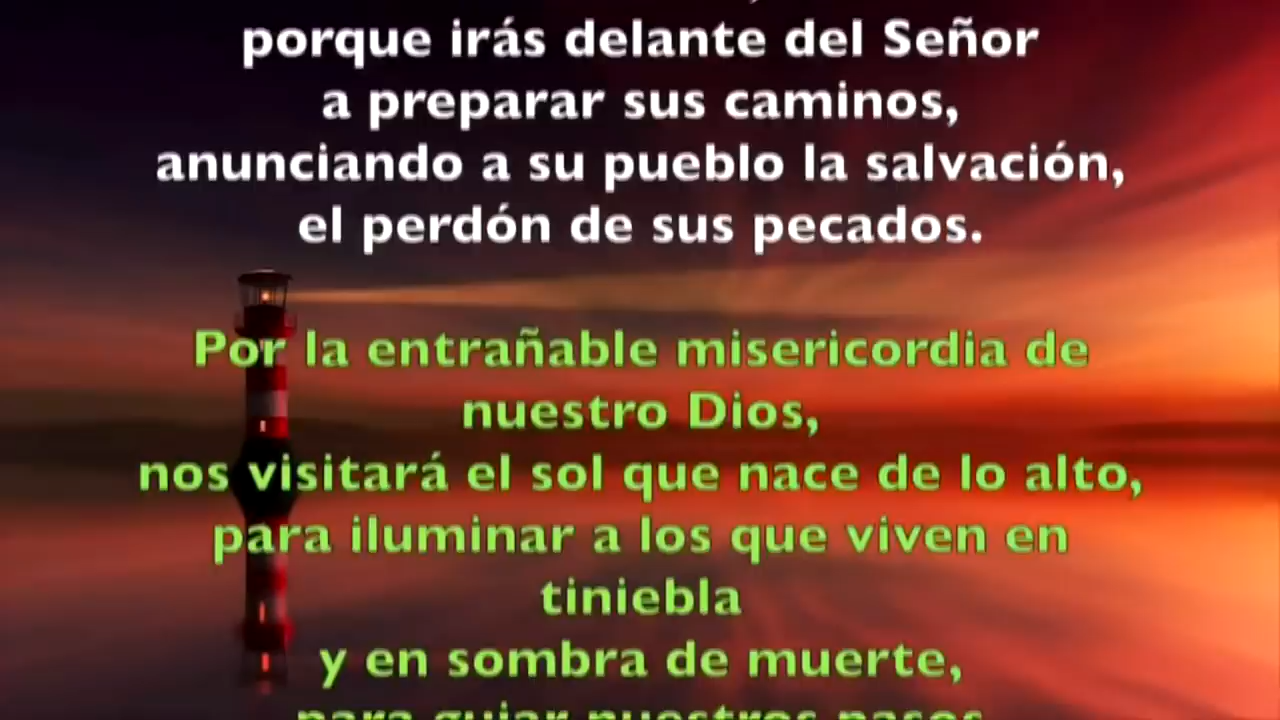 porque irás delante del Señor
a preparar sus caminos,
anunciando a su pueblo la salvación,
el perdón de sus pecados.
Por la entrañable misericordia de
nuestro Dios,
nos visitará el sol que nace de lo alto,
para iluminar a los que viven en
tiniebla
y en sombra de muerte,
para guiar nuestros pasos